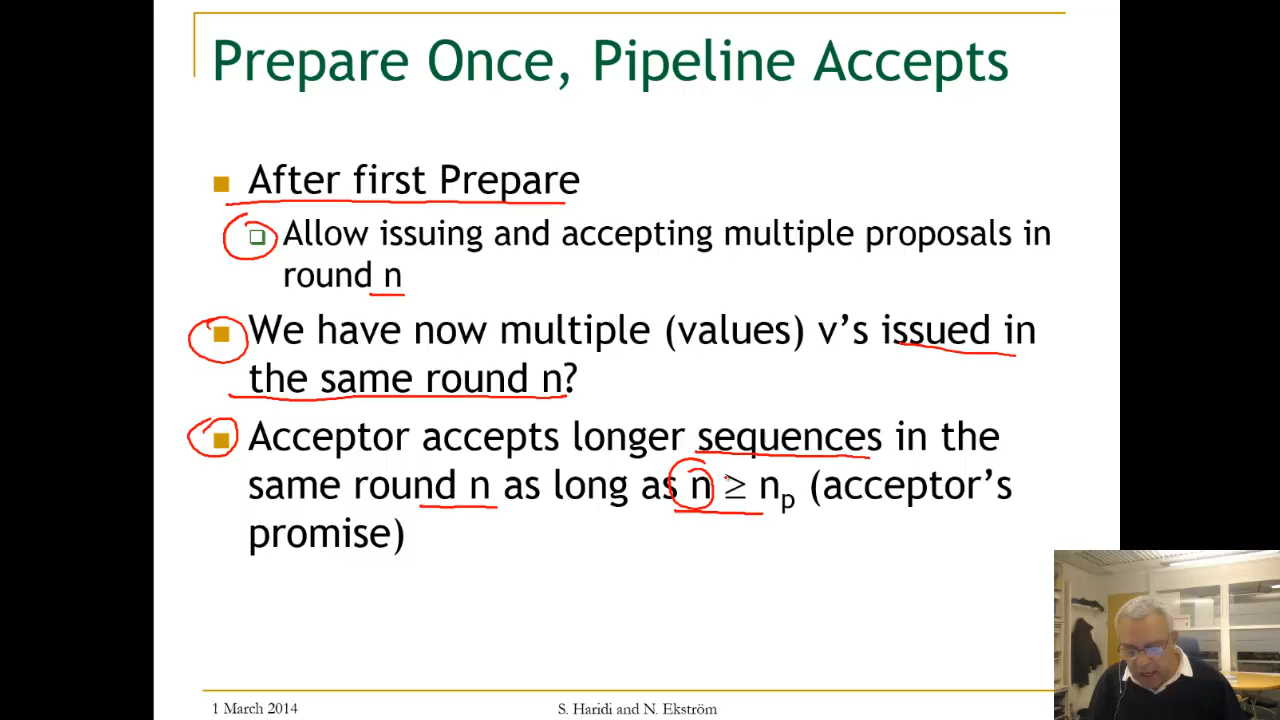 Prepare Once, Pipeline Accepts
After first Prepare
Allow issuing and accepting multiple proposals in
round n
We have now multiple (values) v's issued in
the same round n?
Acceptor accepts longer sequences in the
same round n as long as n ≥ np (acceptor's
promise)
1 March 2014
S. Haridi and N. Ekström